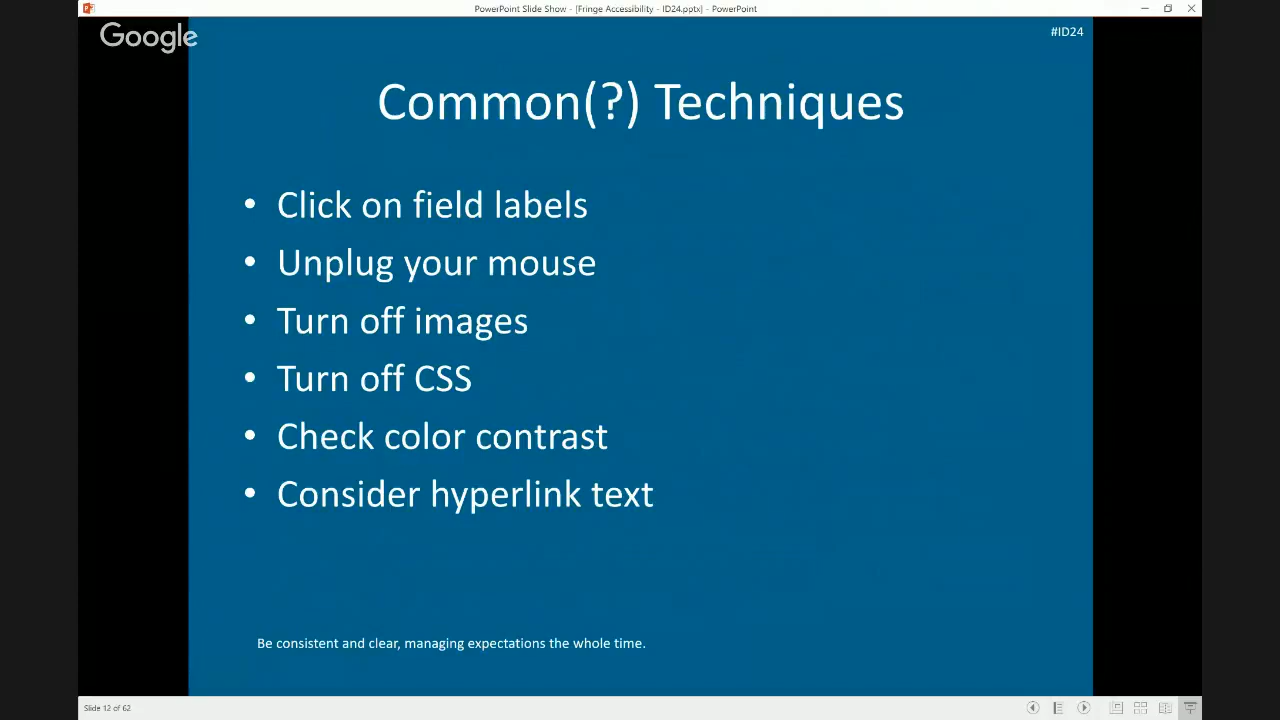 PowerPoint Slide Show - [Fringe Accessibility - ID24.pptx] - PowerPoint
Google
#ID24
Common(?) Techniques
• Click on field labels
• Unplug your mouse
• Turn off images
• Turn off CSS
• Check color contrast
• Consider hyperlink text
Be consistent and clear, managing expectations the whole time.
Slide 12 of 62